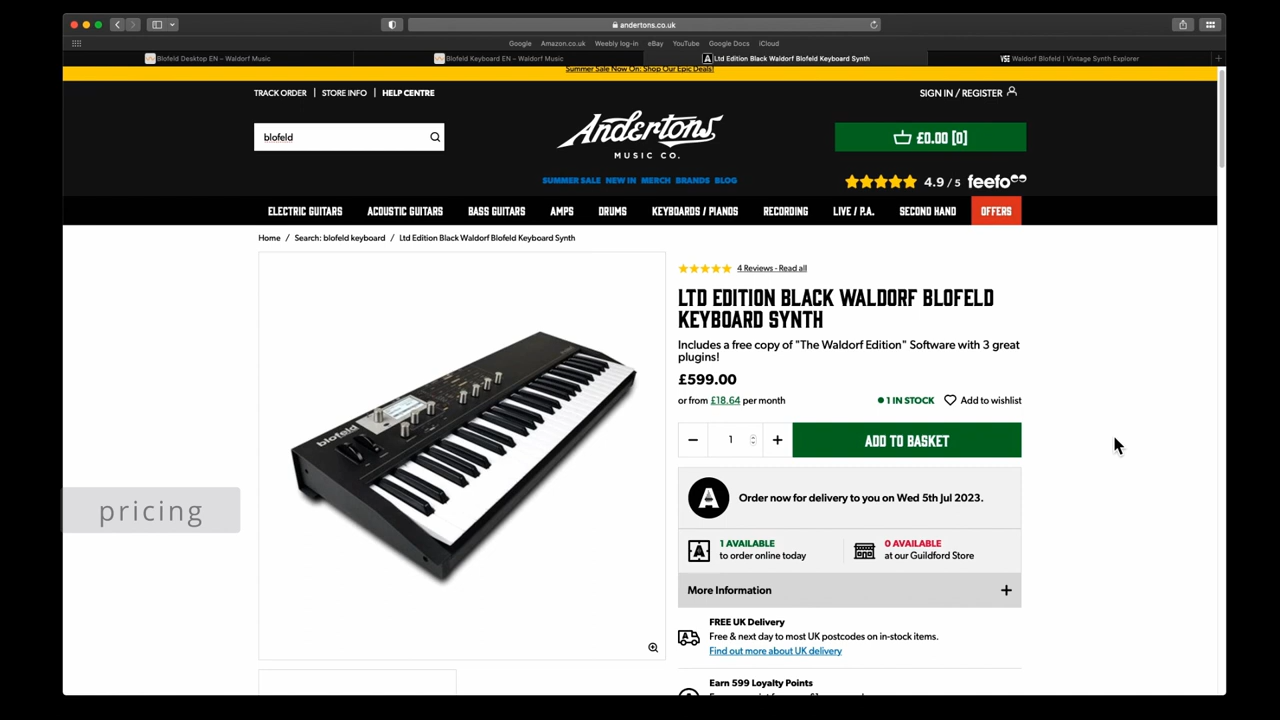 andertons.co.uk
Google Amazon.co.uk Weebly log-in eBay YouTube Google Docs iCloud
Blofeld Desktop EN – Waldorf Music
Blofeld Keyboard EN – Waldorf Music
Ltd Edition Black Waldorf Blofeld Keyboard Synth
Waldorf Blofeld | Vintage Synth Explorer
Summer Sale Now On: Shop Our Epic Deals!
TRACK ORDER | STORE INFO | HELP CENTRE
SIGN IN / REGISTER
blofeld
Andertons
MUSIC CO.
£0.00 [0]
SUMMER SALE NEW IN MERCH BRANDS BLOG
4.9 / 5 feefo
ELECTRIC GUITARS ACOUSTIC GUITARS BASS GUITARS AMPS DRUMS KEYBOARDS / PIANOS RECORDING LIVE / P.A. SECOND HAND OFFERS
Home / Search: blofeld keyboard / Ltd Edition Black Waldorf Blofeld Keyboard Synth
4 Reviews - Read all
LTD EDITION BLACK WALDORF BLOFELD
KEYBOARD SYNTH
Includes a free copy of "The Waldorf Edition" Software with 3 great
plugins!
£599.00
or from £18.64 per month
1 IN STOCK
Add to wishlist
1
ADD TO BASKET
blofeld
Order now for delivery to you on Wed 5th Jul 2023.
pricing
1 AVAILABLE
to order online today
0 AVAILABLE
at our Guildford Store
More Information
FREE UK Delivery
Free & next day to most UK postcodes on in-stock items.
Find out more about UK delivery
Earn 599 Loyalty Points